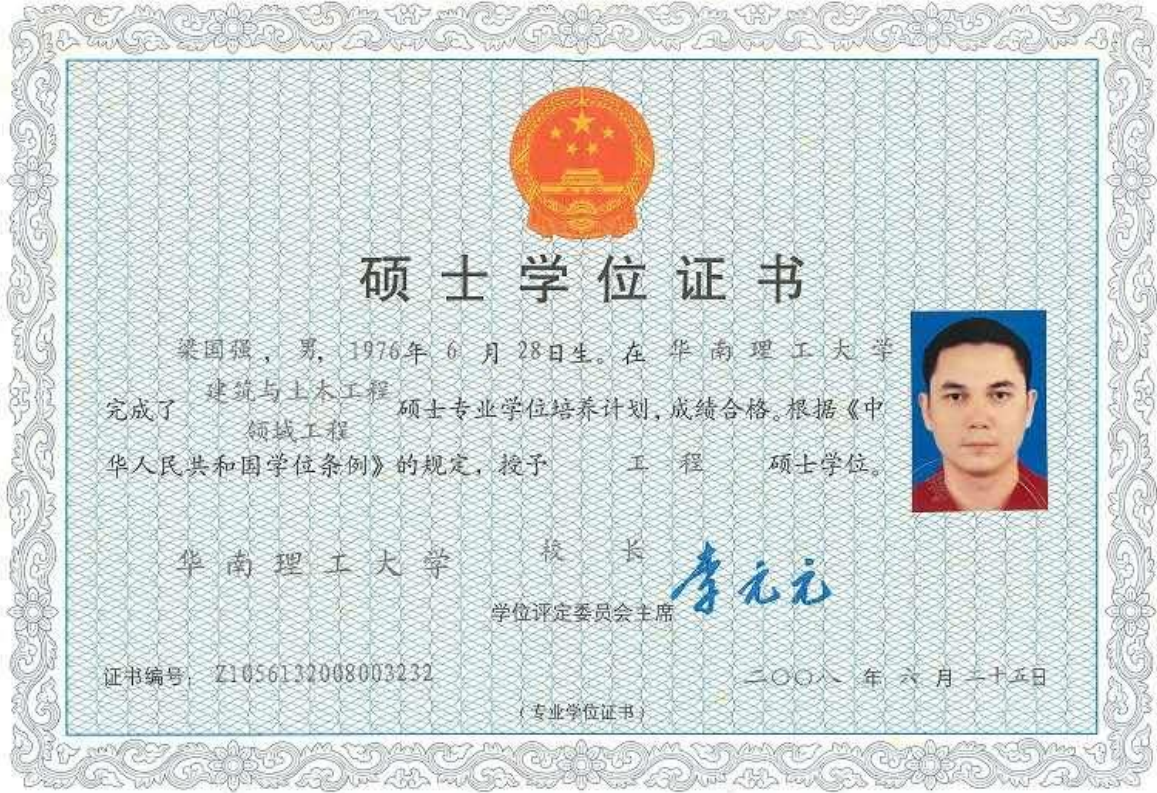 硕士学位证书
梁国强，男，1976年 6 月 28日生。在 华南理工大学
完成了 建筑与土木工程领域工程 硕士专业学位培养计划，成绩合格。根据《中
华人民共和国学位条例》的规定，授予 工程 硕士学位。
华南理工大学 校长 李元元
学位评定委员会主席
证书编号：Z1056132008003232 二〇〇八 年 六 月 二十五日
（专业学位证书）